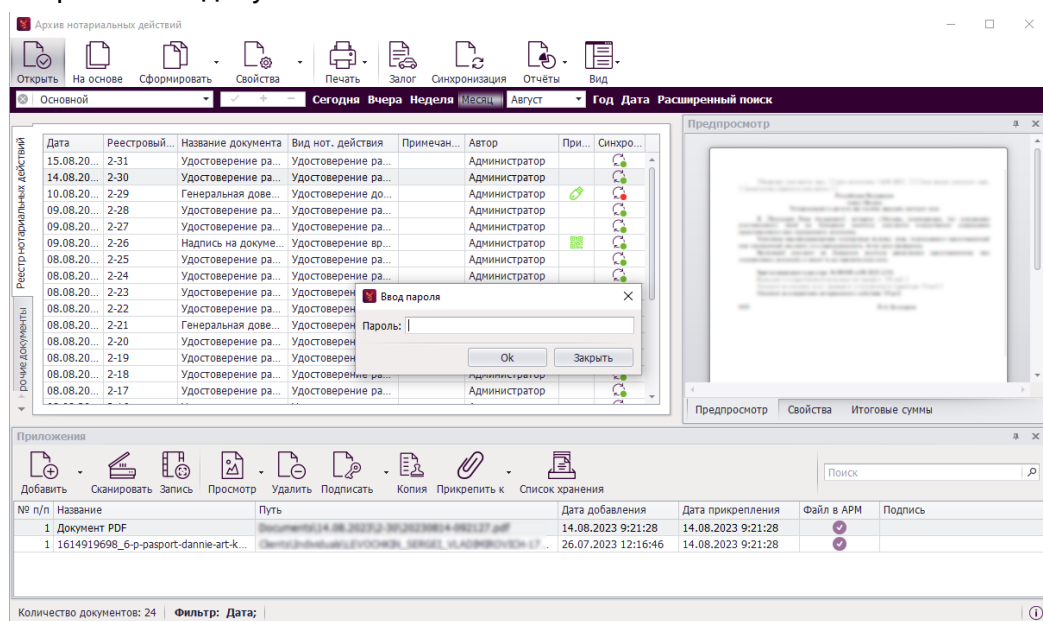 Архив нотариальных действий
Открыть На основе Сформировать Свойства Печать Залог Синхронизация Отчёты Вид
Основной Сегодня Вчера Неделя Месяц Август Год Дата Расширенный поиск
Предпросмотр
Реестр нотариальных действий
рочие документы
Дата Реестровый... Название документа Вид нот. действия Примечан... Автор При... Синхро...
15.08.20... 2-31 Удостоверение ра... Удостоверение ра... Администратор
14.08.20... 2-30 Удостоверение ра... Удостоверение ра... Администратор
10.08.20... 2-29 Генеральная дове... Удостоверение до... Администратор
09.08.20... 2-28 Удостоверение ра... Удостоверение ра... Администратор
09.08.20... 2-27 Удостоверение ра... Удостоверение ра... Администратор
09.08.20... 2-26 Надпись на докуме... Удостоверение вр... Администратор
08.08.20... 2-25 Удостоверение ра... Удостоверение ра... Администратор
08.08.20... 2-24 Удостоверение ра... Удостоверение ра... Администратор
08.08.20... 2-23 Удостоверение ра... Удостоверен
08.08.20... 2-22 Удостоверение ра... Удостоверен
08.08.20... 2-21 Генеральная дове... Удостоверен
08.08.20... 2-20 Удостоверение ра... Удостоверен
08.08.20... 2-19 Удостоверение ра... Удостоверен
08.08.20... 2-18 Удостоверение ра... Удостоверение ра... Администратор
08.08.20... 2-17 Удостоверение ра... Удостоверение ра... Администратор
Ввод пароля
Пароль:
Ok Закрыть
Предпросмотр Свойства Итоговые суммы
Приложения
Добавить Сканировать Запись Просмотр Удалить Подписать Копия Прикрепить к Список хранения
Поиск
№ п/п Название Путь Дата добавления Дата прикрепления Файл в АРМ Подпись
1 Документ PDF 14.08.2023 9:21:28 14.08.2023 9:21:28
1 1614919698_6-p-pasport-dannie-art-k... 26.07.2023 12:16:46 14.08.2023 9:21:28
Количество документов: 24 Фильтр: Дата;